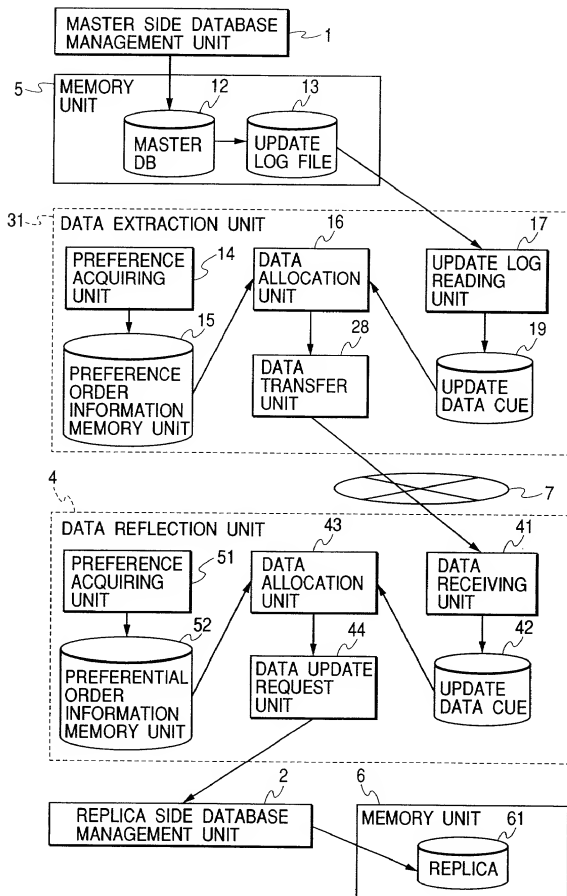 MASTER SIDE DATABASE
MANAGEMENT UNIT
1
5
MEMORY
UNIT
12
13
MASTER
DB
UPDATE
LOG FILE
31
DATA EXTRACTION UNIT
16
17
PREFERENCE
ACQUIRING
UNIT
14
DATA
ALLOCATION
UNIT
UPDATE LOG
READING
UNIT
15
28
19
PREFERENCE
ORDER
INFORMATION
MEMORY UNIT
DATA
TRANSFER
UNIT
UPDATE
DATA CUE
7
4
DATA REFLECTION UNIT
43
41
PREFERENCE
ACQUIRING
UNIT
51
DATA
ALLOCATION
UNIT
DATA
RECEIVING
UNIT
52
44
42
PREFERENTIAL
ORDER
INFORMATION
MEMORY UNIT
DATA UPDATE
REQUEST
UNIT
UPDATE
DATA CUE
2
6
REPLICA SIDE DATABASE
MANAGEMENT UNIT
MEMORY UNIT
61
REPLICA